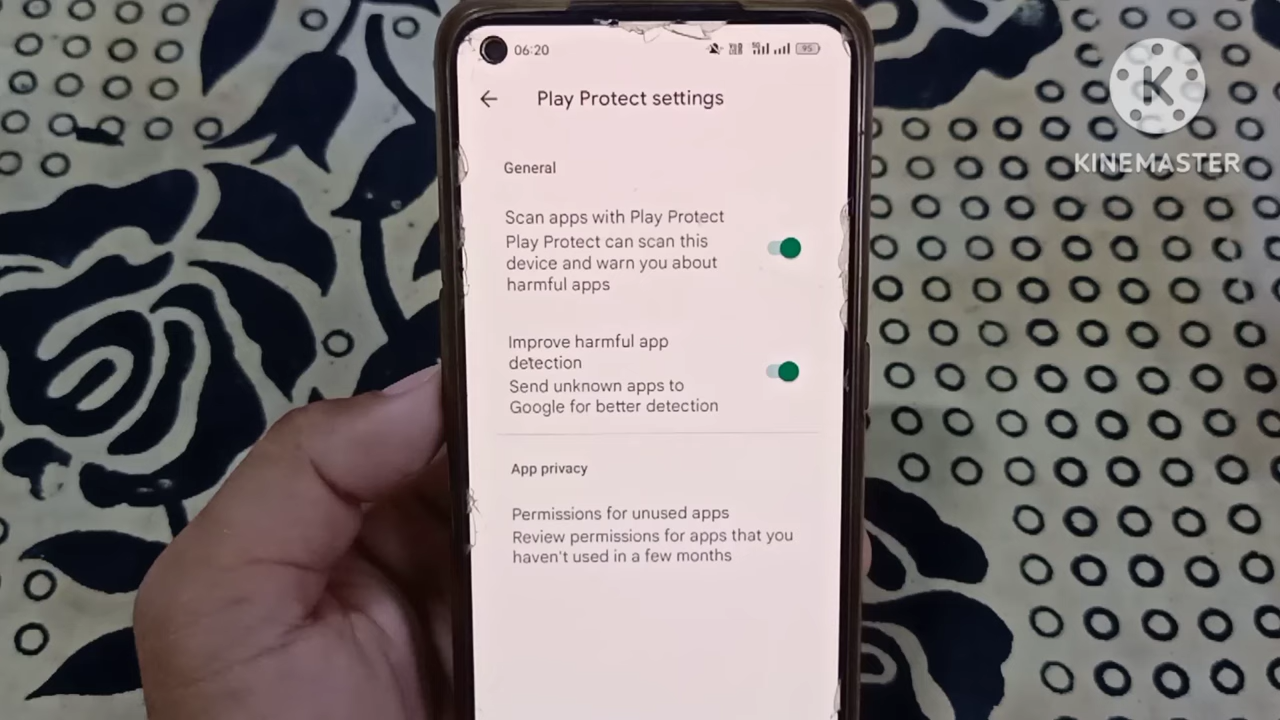 06:20
95
Play Protect settings
General
Scan apps with Play Protect
Play Protect can scan this
device and warn you about
harmful apps
Improve harmful app
detection
Send unknown apps to
Google for better detection
App privacy
Permissions for unused apps
Review permissions for apps that you
haven't used in a few months
K
KINEMASTER